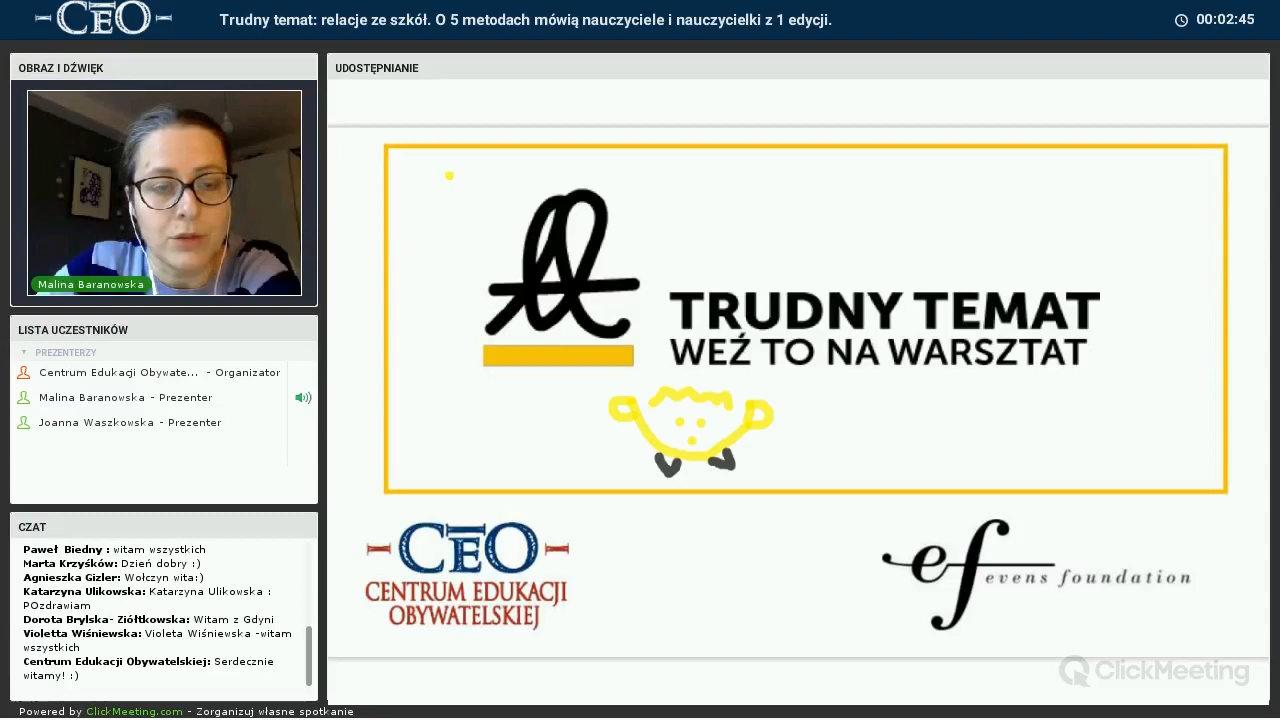 CEO
Trudny temat: relacje ze szkół. O 5 metodach mówią nauczyciele i nauczycielki z 1 edycji.
00:02:45
OBRAZ I DŹWIĘK
Malina Baranowska
LISTA UCZESTNIKÓW
PREZENTERZY
Centrum Edukacji Obywate... - Organizator
Malina Baranowska - Prezenter
Joanna Waszkowska - Prezenter
CZAT
Paweł Biedny : witam wszystkich
Marta Krzyśków: Dzień dobry :)
Agnieszka Gizler: Wołczyn wita:)
Katarzyna Ulikowska: Katarzyna Ulikowska :
POzdrawiam
Dorota Brylska- Ziółtkowska: Witam z Gdyni
Violetta Wiśniewska: Violeta Wiśniewska -witam
wszystkich
Centrum Edukacji Obywatelskiej: Serdecznie
witamy! :)
UDOSTĘPNIANIE
TRUDNY TEMAT
WEŹ TO NA WARSZTAT
CEO
CENTRUM EDUKACJI
OBYWATELSKIEJ
ef
evens foundation
ClickMeeting
Powered by ClickMeeting.com - Zorganizuj własne spotkanie